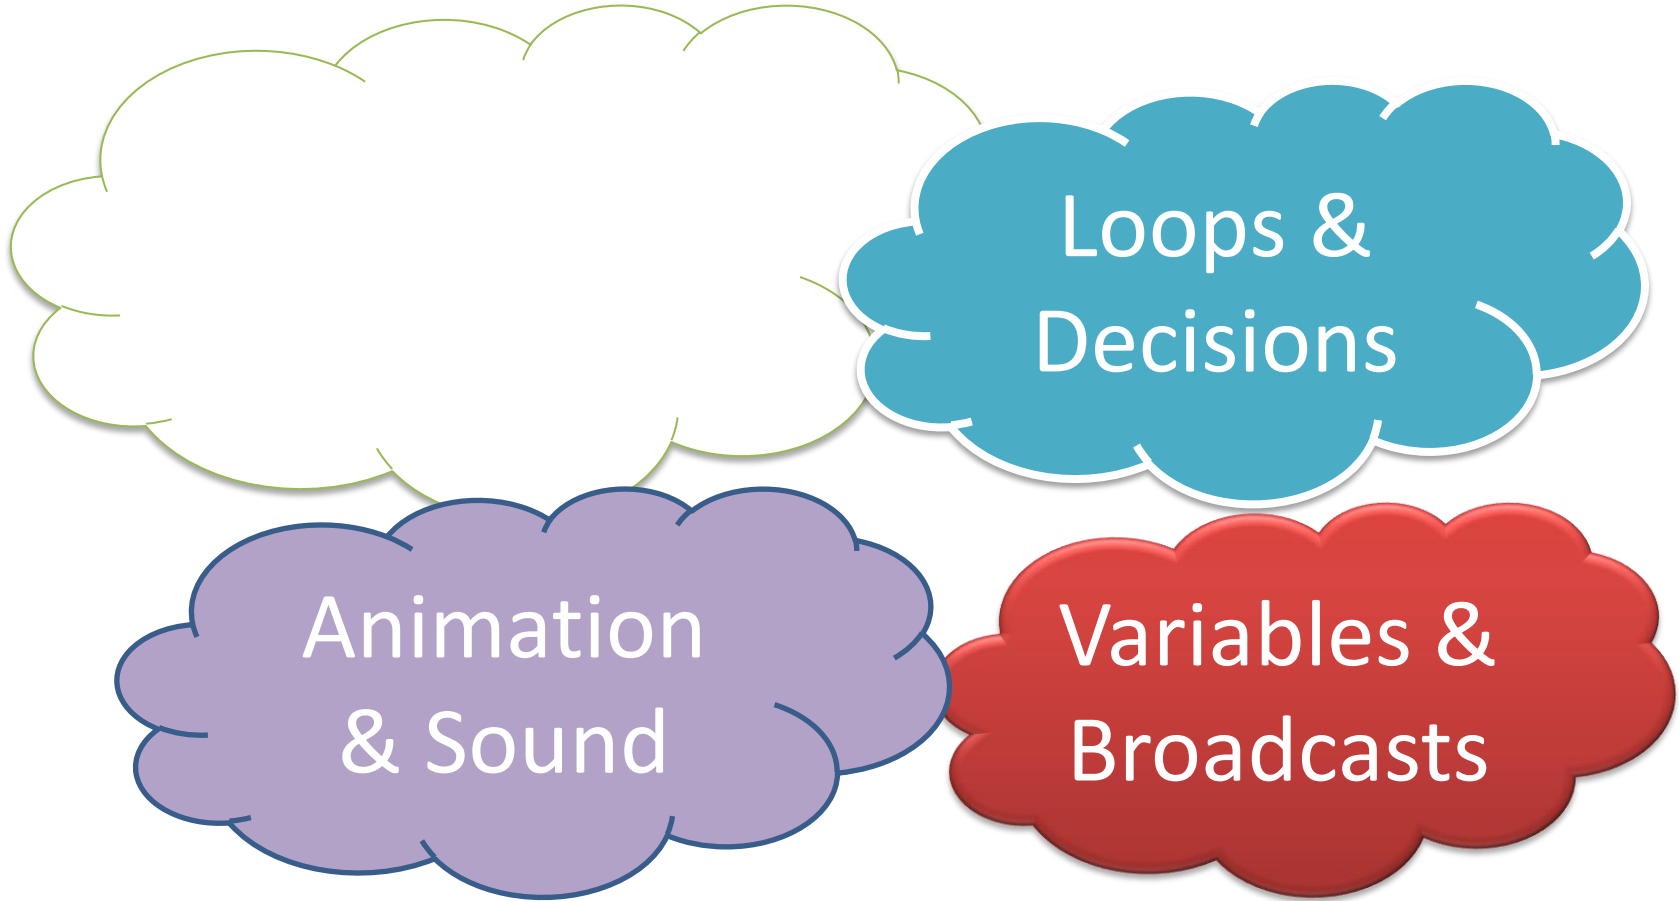 Loops &
Decisions
Animation
& Sound
Variables &
Broadcasts